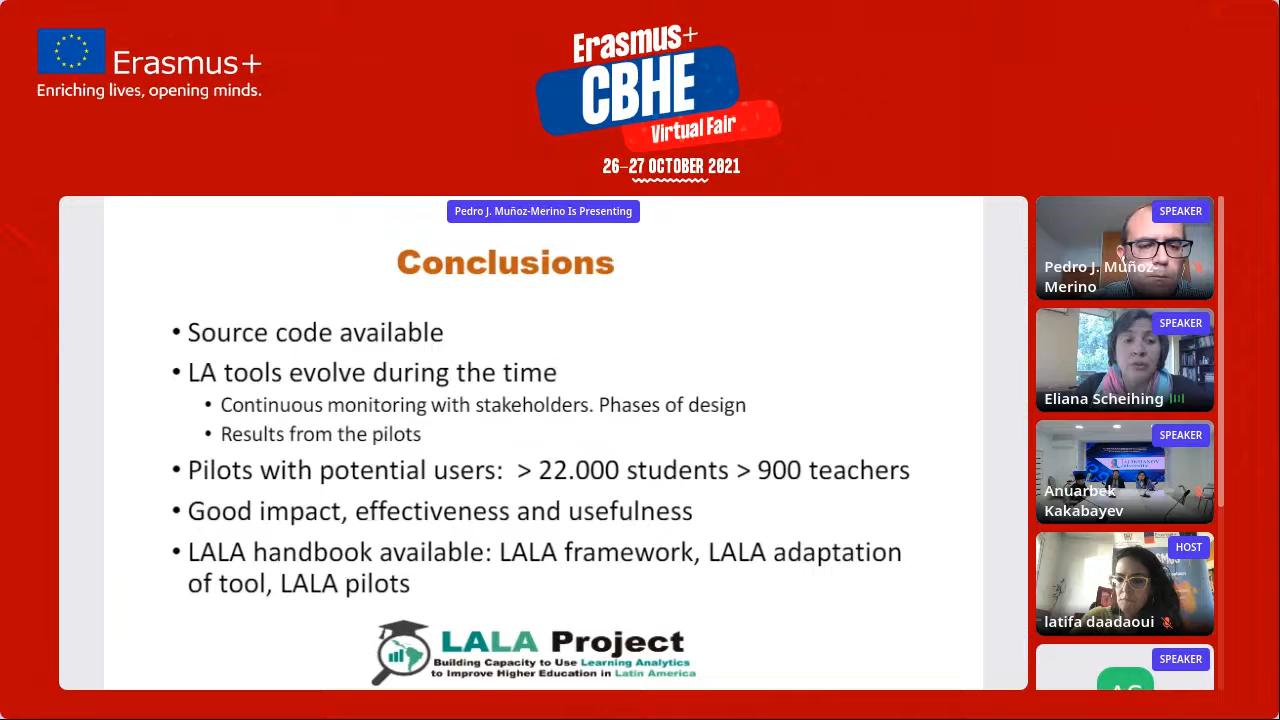 Erasmus+
Enriching lives, opening minds.
Erasmus+
CBHE
Virtual Fair
26–27 OCTOBER 2021
Pedro J. Muñoz-Merino Is Presenting
Conclusions
• Source code available
• LA tools evolve during the time
• Continuous monitoring with stakeholders. Phases of design
• Results from the pilots
• Pilots with potential users: > 22.000 students > 900 teachers
• Good impact, effectiveness and usefulness
• LALA handbook available: LALA framework, LALA adaptation
of tool, LALA pilots
LALA Project
Building Capacity to Use Learning Analytics
to Improve Higher Education in Latin America
SPEAKER
Pedro J. Muñoz-
Merino
SPEAKER
Eliana Scheihing
SPEAKER
Anuarbek
Kakabayev
HOST
latifa daadaoui
SPEAKER